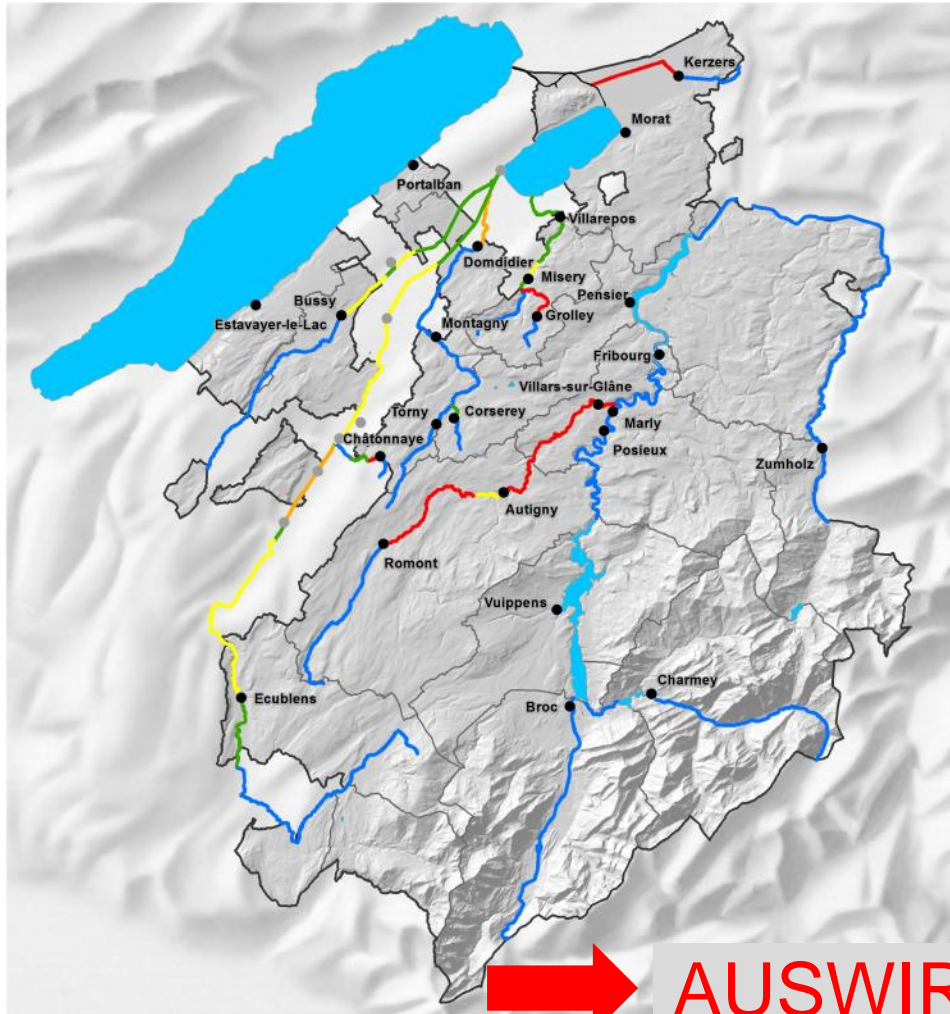 Kerzers
Morat
Portalban
Villarepos
Domdidier
Misery
Bussy
Pensier
Estavayer-le-Lac
Grolley
Montagny
Fribourg
Villars-sur-Glâne
Torny
Corserey
Marly
Châtonnaye
Posieux
Zumholz
Autigny
Romont
Vuippens
Charmey
Ecublens
Broc
AUSWIR